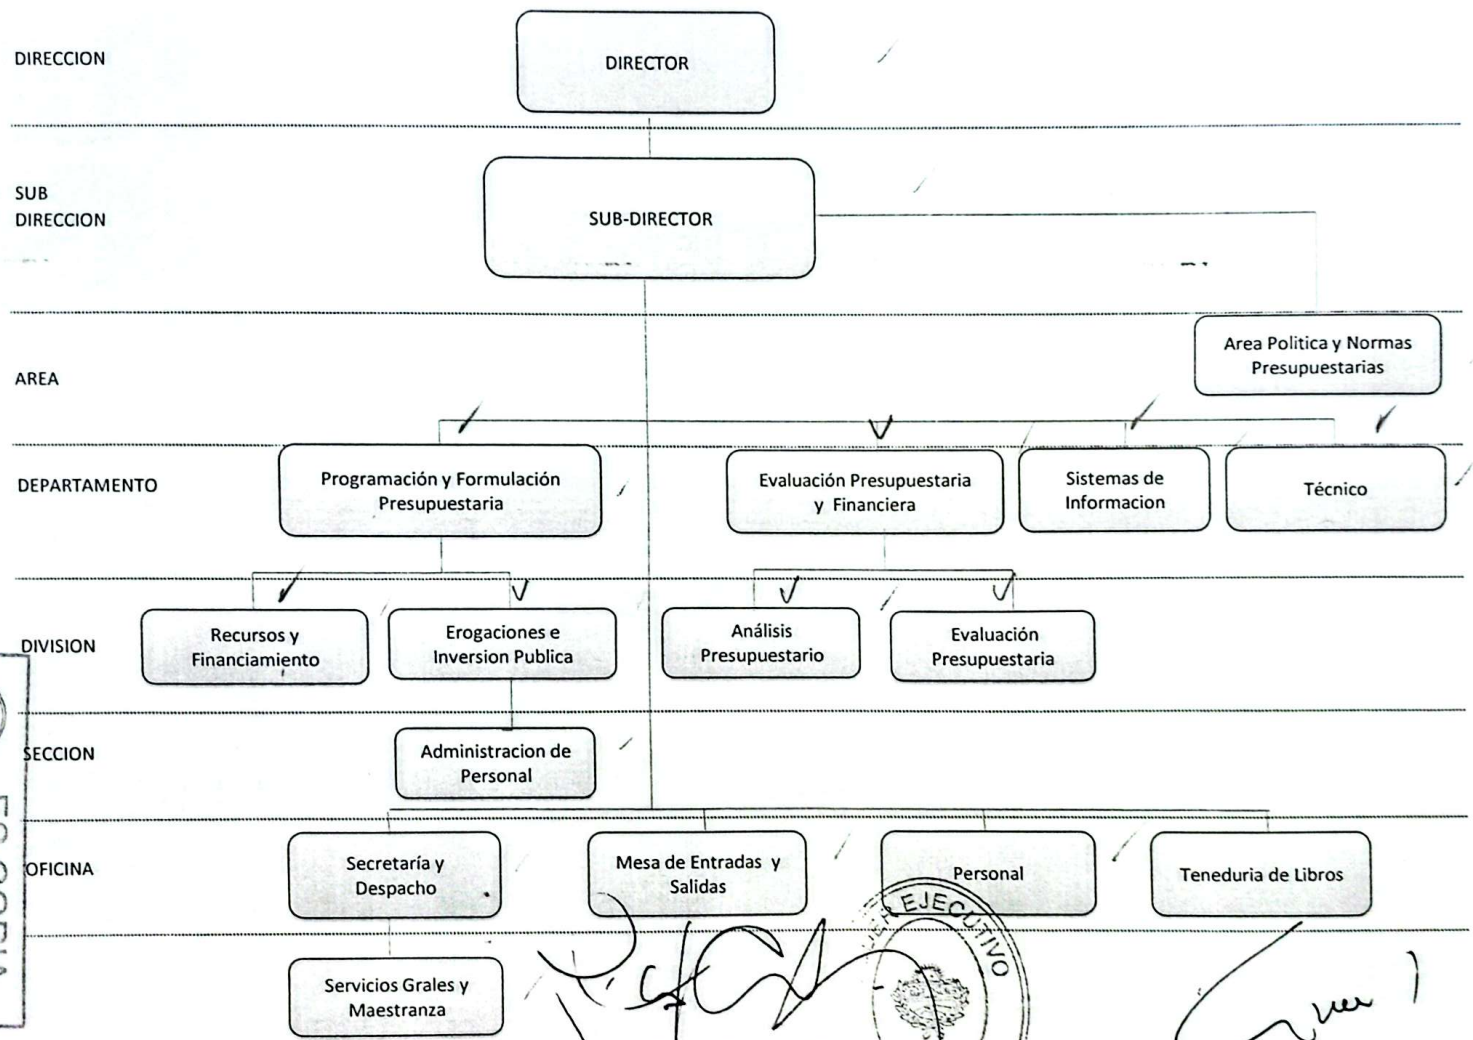 DIRECCION
DIRECTOR
SUB
DIRECCION
SUB-DIRECTOR
Area Politica y Normas
Presupuestarias
AREA
DEPARTAMENTO
Programación y Formulación
Presupuestaria
Evaluación Presupuestaria
y Financiera
Sistemas de
Informacion
Técnico
DIVISION
Recursos y
Financiamiento
Erogaciones e
Inversion Publica
Análisis
Presupuestario
Evaluación
Presupuestaria
SECCION
Administracion de
Personal
OFICINA
Secretaría y
Despacho
Mesa de Entradas y
Salidas
Personal
Teneduria de Libros
Servicios Grales y
Maestranza
EJECUTIVO
ES COPIA